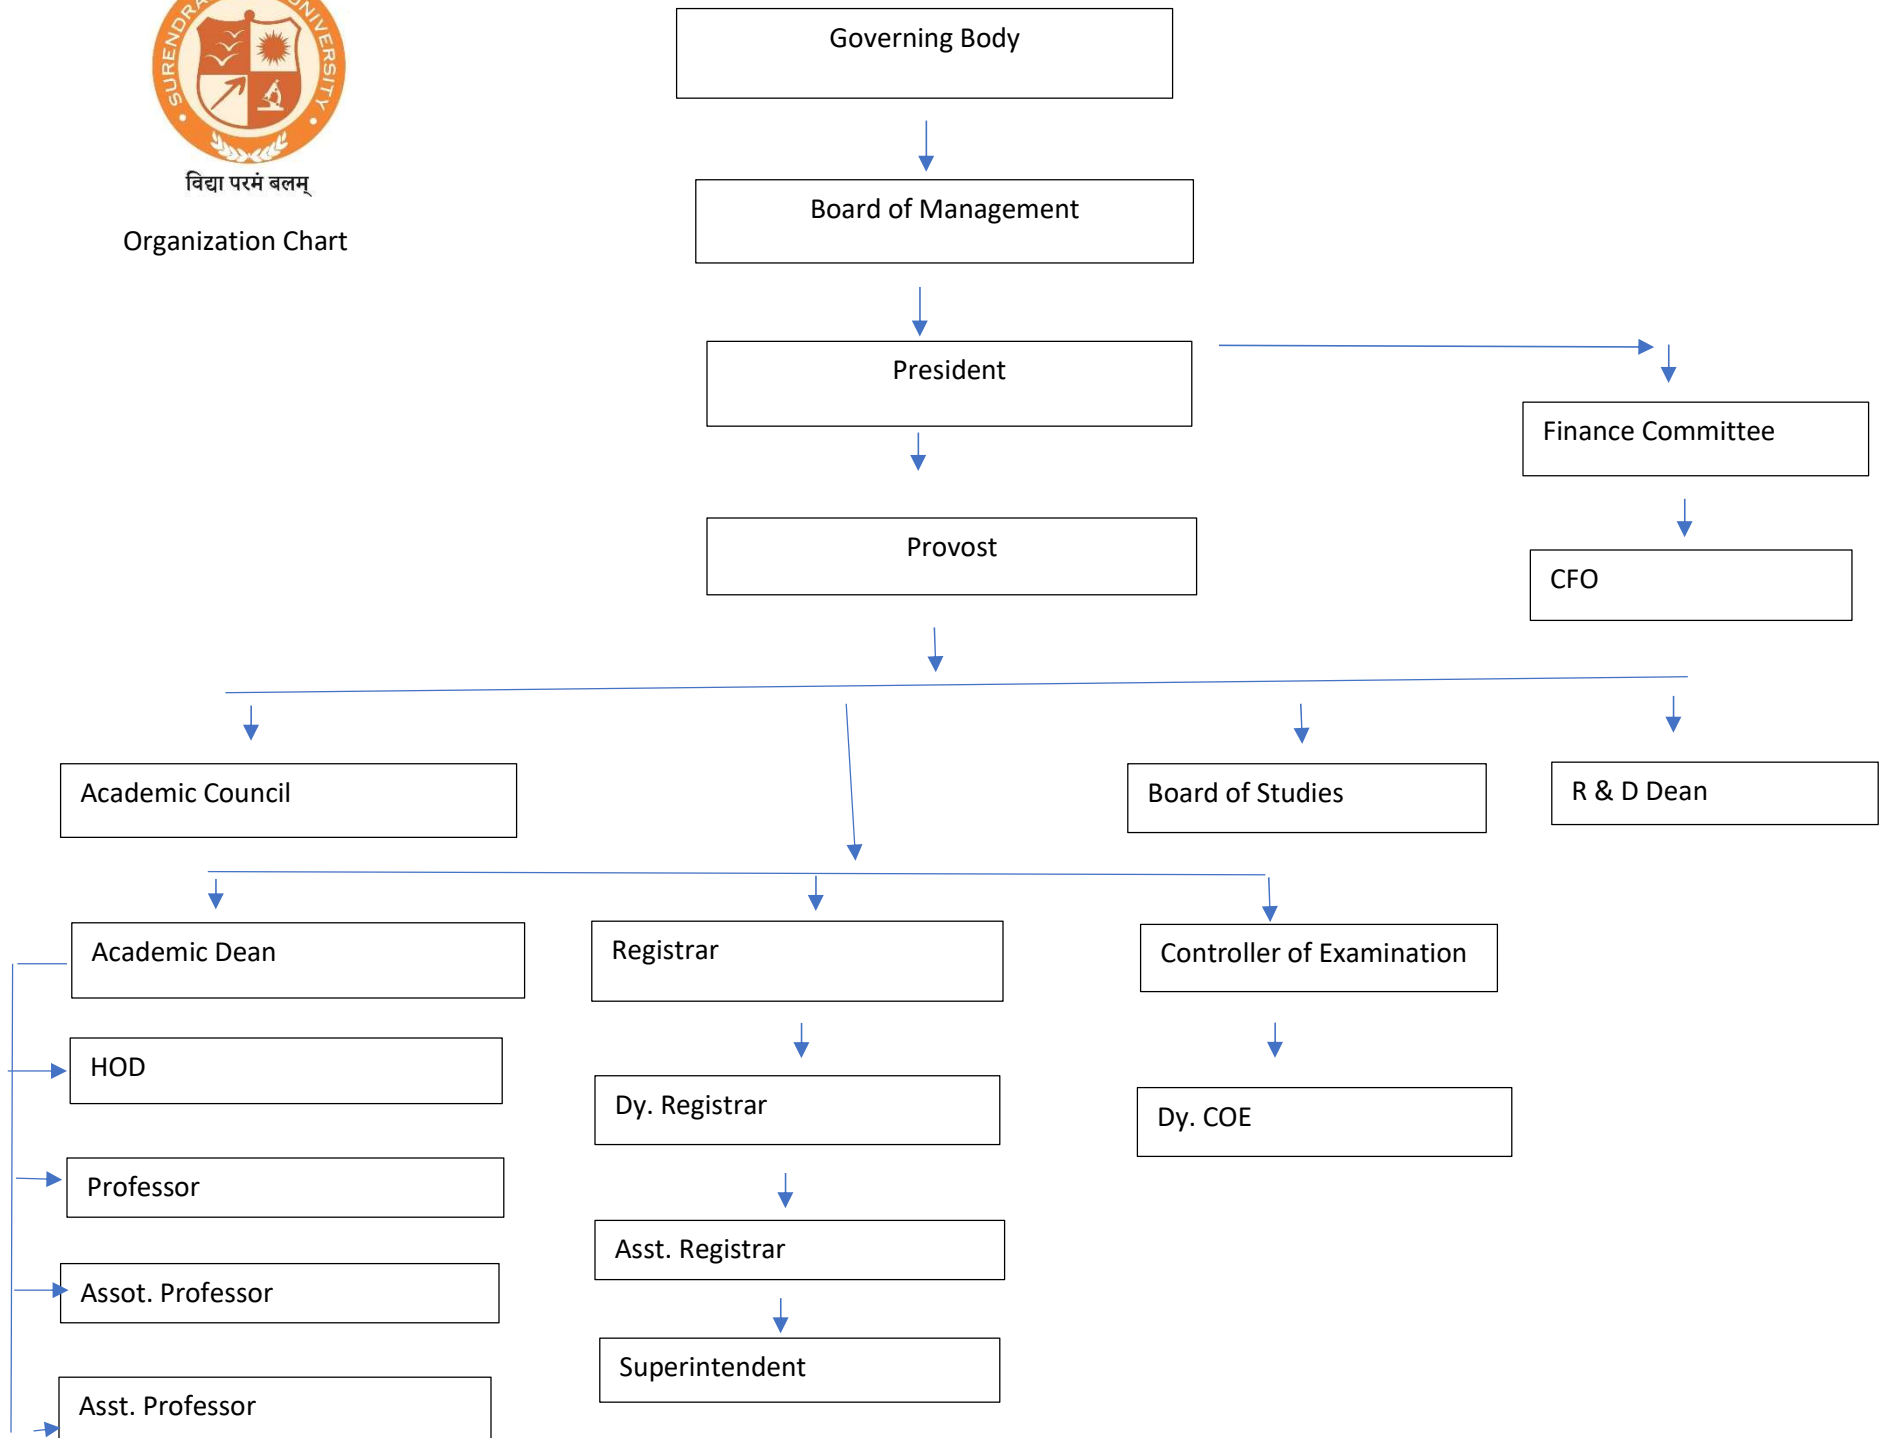 SURENDRA UNIVERSITY
विद्या परमं बलम्
Organization Chart
Governing Body
Board of Management
President
Finance Committee
Provost
CFO
Academic Council
Board of Studies
R & D Dean
Academic Dean
Registrar
Controller of Examination
HOD
Dy. Registrar
Dy. COE
Professor
Asst. Registrar
Assot. Professor
Superintendent
Asst. Professor